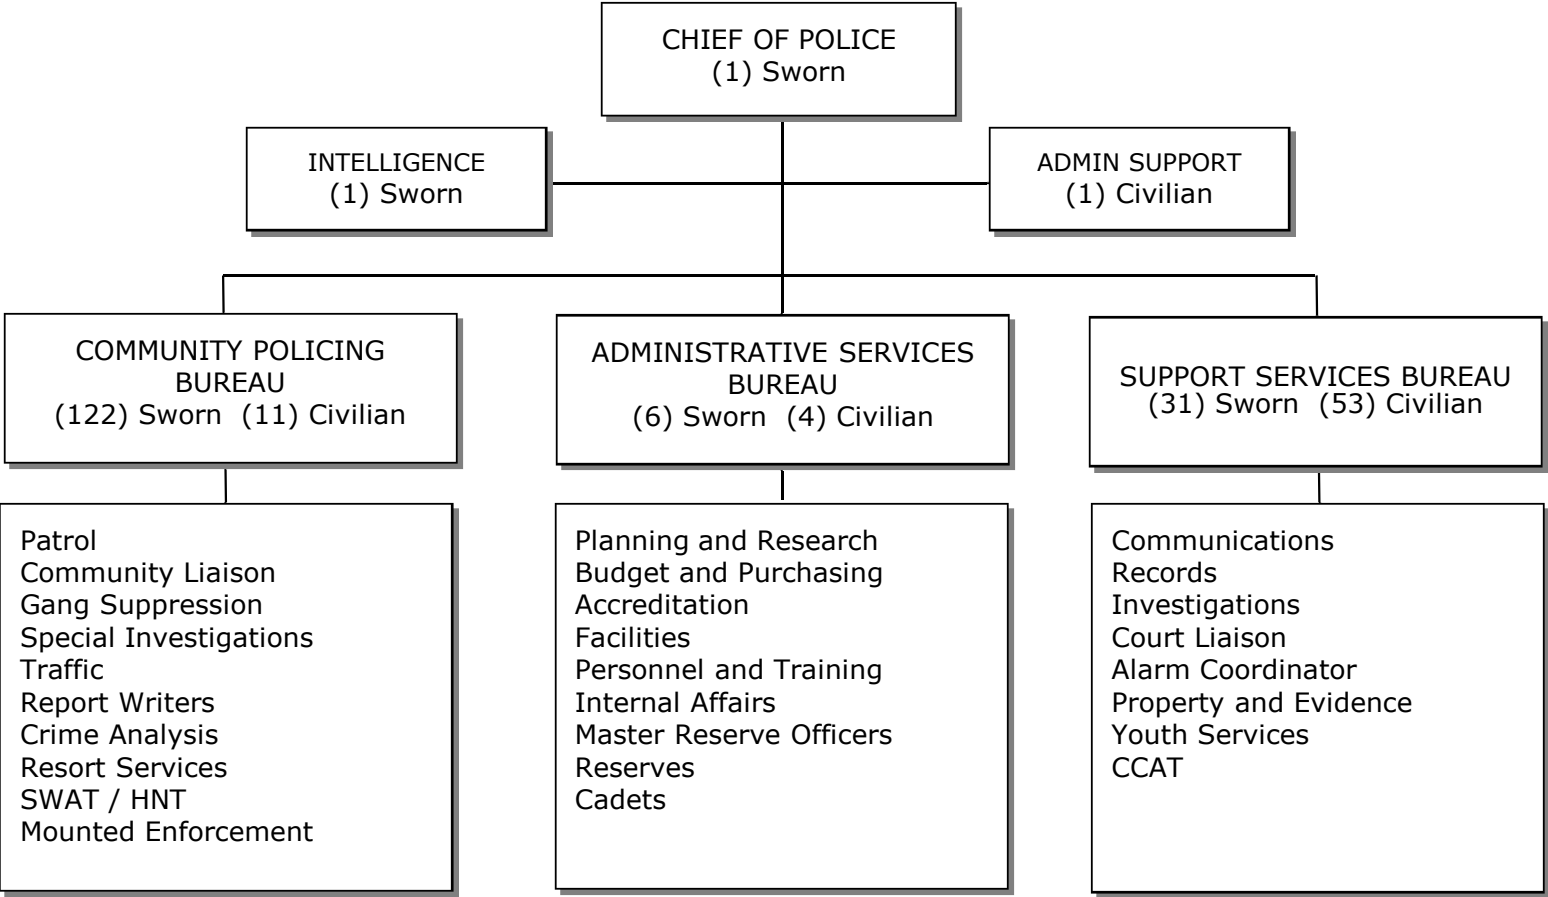 CHIEF OF POLICE
(1) Sworn
INTELLIGENCE
(1) Sworn
ADMIN SUPPORT
(1) Civilian
COMMUNITY POLICING
BUREAU
(122) Sworn  (11) Civilian
ADMINISTRATIVE SERVICES
BUREAU
(6) Sworn  (4) Civilian
SUPPORT SERVICES BUREAU
(31) Sworn  (53) Civilian
Patrol
Community Liaison
Gang Suppression
Special Investigations
Traffic
Report Writers
Crime Analysis
Resort Services
SWAT / HNT
Mounted Enforcement
Planning and Research
Budget and Purchasing
Accreditation
Facilities
Personnel and Training
Internal Affairs
Master Reserve Officers
Reserves
Cadets
Communications
Records
Investigations
Court Liaison
Alarm Coordinator
Property and Evidence
Youth Services
CCAT